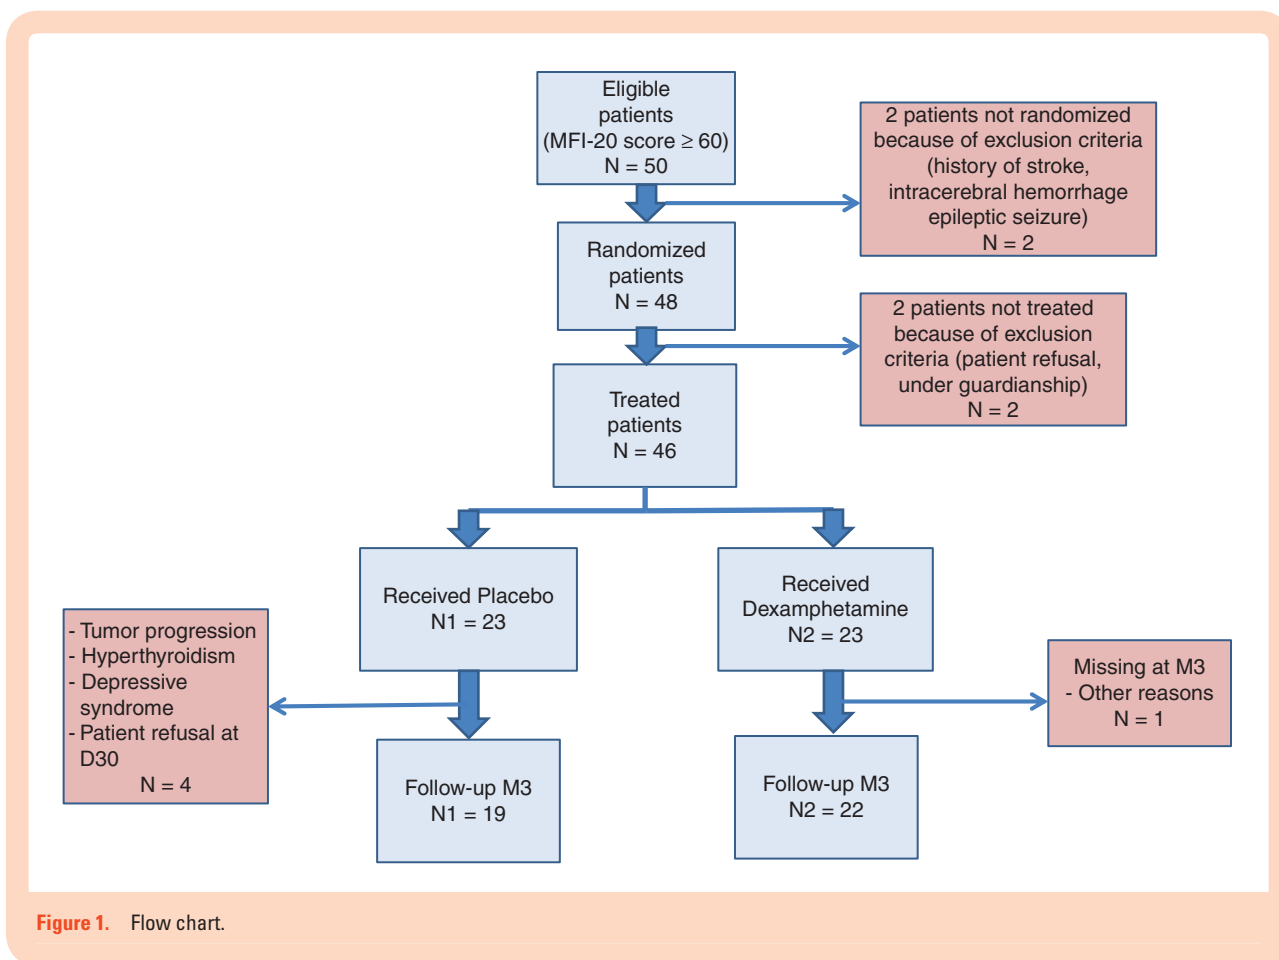 Eligible
patients
(MFI-20 score ≥ 60)
N = 50
2 patients not randomized
because of exclusion criteria
(history of stroke,
intracerebral hemorrhage
epileptic seizure)
N = 2
Randomized
patients
N = 48
2 patients not treated
because of exclusion
criteria (patient refusal,
under guardianship)
N = 2
Treated
patients
N = 46
Received Placebo
N1 = 23
Received
Dexamphetamine
N2 = 23
- Tumor progression
- Hyperthyroidism
- Depressive
syndrome
- Patient refusal at
D30
N = 4
Missing at M3
- Other reasons
N = 1
Follow-up M3
N1 = 19
Follow-up M3
N2 = 22
Figure 1. Flow chart.